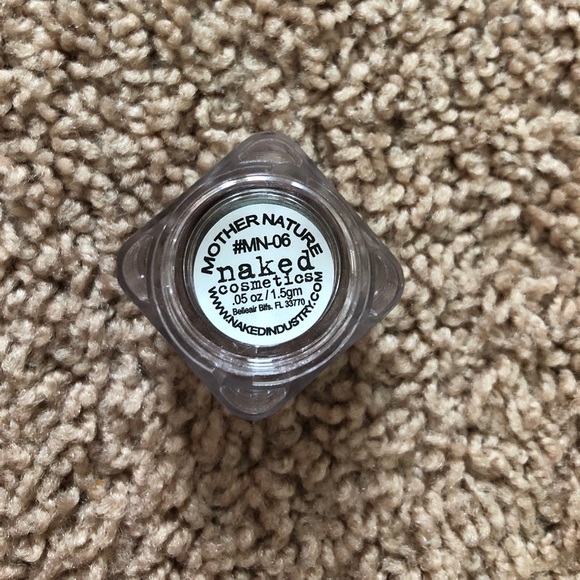 MOTHER NATURE
#MN-06
naked
cosmetics
.05 oz / 1.5gm
Belleair Blfs. FL 33770
WWW.NAKEDINDUSTRY.COM